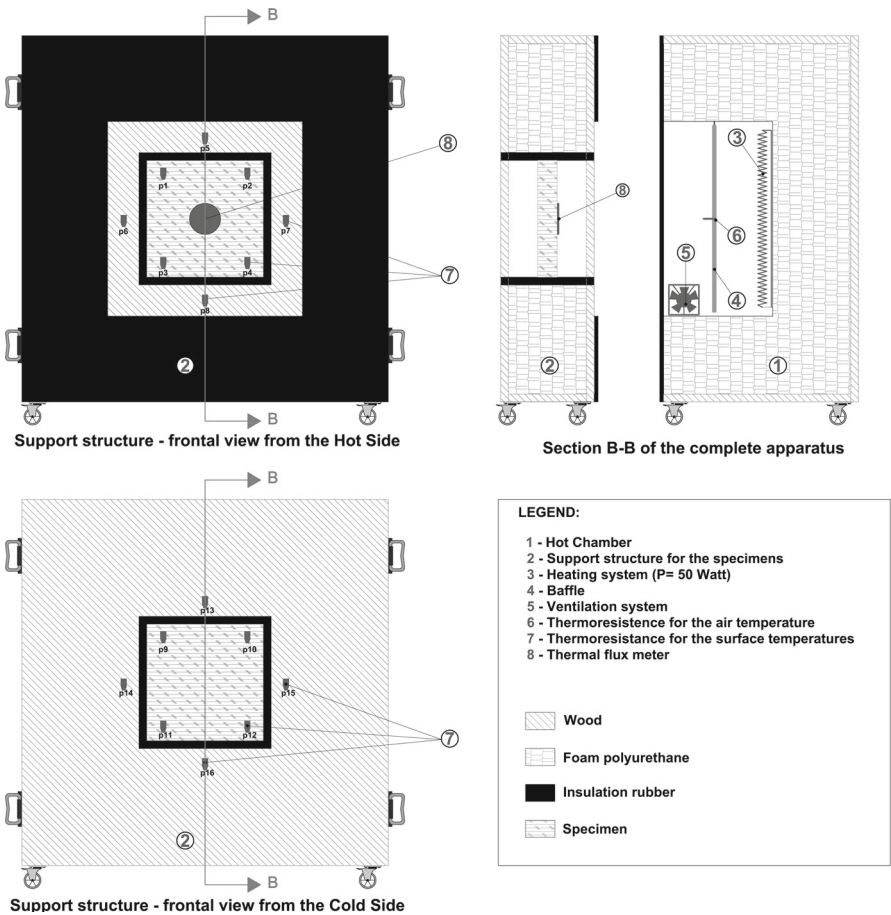 B
8
p5
p1
p2
p6
p7
p3
p4
7
p8
2
B
Support structure - frontal view from the Hot Side
3
8
6
5
4
2
1
Section B-B of the complete apparatus
B
p13
p9
p10
p14
p15
p11
p12
7
p16
2
B
Support structure - frontal view from the Cold Side
LEGEND:
1 - Hot Chamber
2 - Support structure for the specimens
3 - Heating system (P= 50 Watt)
4 - Baffle
5 - Ventilation system
6 - Thermoresistence for the air temperature
7 - Thermoresistance for the surface temperatures
8 - Thermal flux meter
Wood
Foam polyurethane
Insulation rubber
Specimen